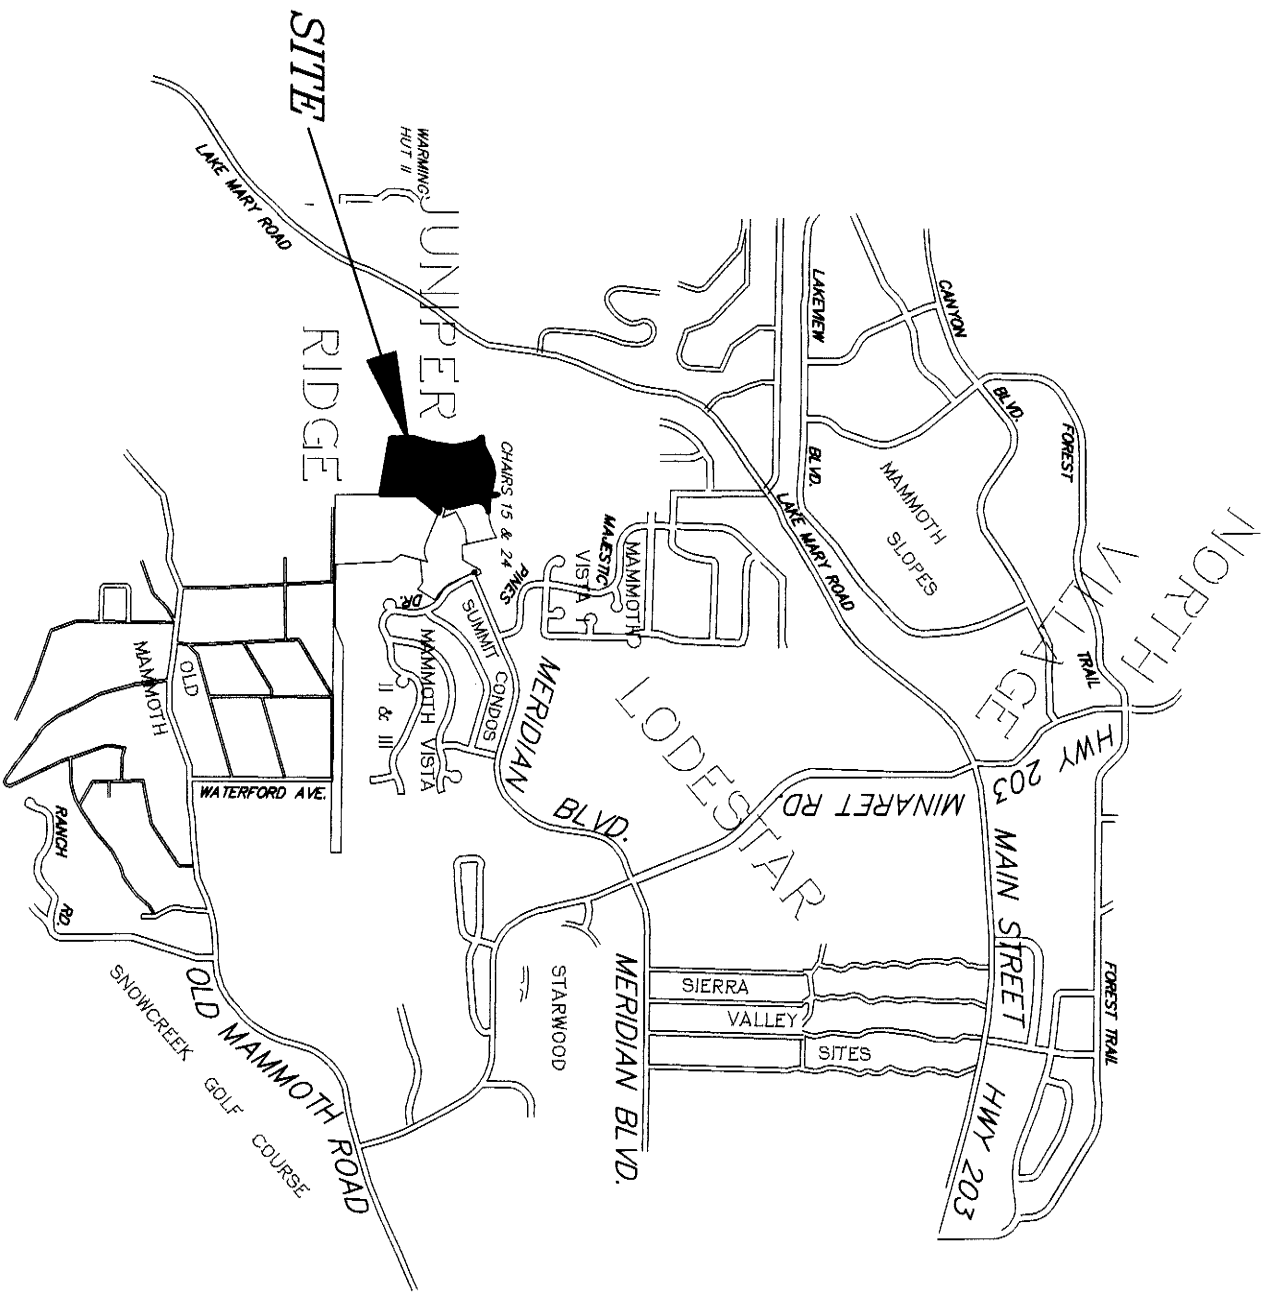 SITE
LAKE MARY ROAD
WARMING
HUT II
JUNIPER
RIDGE
CHAIRS 15 & 24
LAKEVIEW
BLVD.
CANYON
BLVD.
FOREST
TRAIL
MAMMOTH
SLOPES
NORTH
VILLAGE
LAKE MARY ROAD
MAJESTIC
PINES
DR.
MAMMOTH
VISTA I
SUMMIT CONDOS
MAMMOTH VISTA
II & III
MERIDIAN
BLVD.
LODESTAR
HWY 203
MINARET RD.
MAIN STREET
OLD
MAMMOTH
WATERFORD AVE.
RANCH
RD.
OLD MAMMOTH ROAD
SNOWCREEK GOLF COURSE
STARWOOD
MERIDIAN BLVD.
SIERRA
VALLEY
SITES
FOREST TRAIL
HWY 203